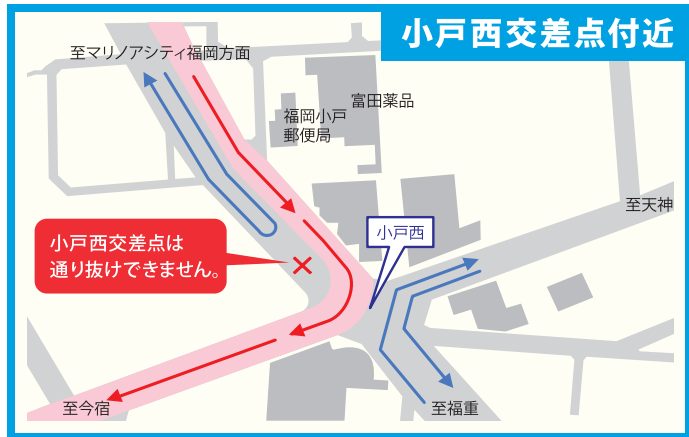 小戸西交差点付近
至マリノアシティ福岡方面
富田薬品
福岡小戸
郵便局
至天神
小戸西
小戸西交差点は
通り抜けできません。
至今宿
至福重